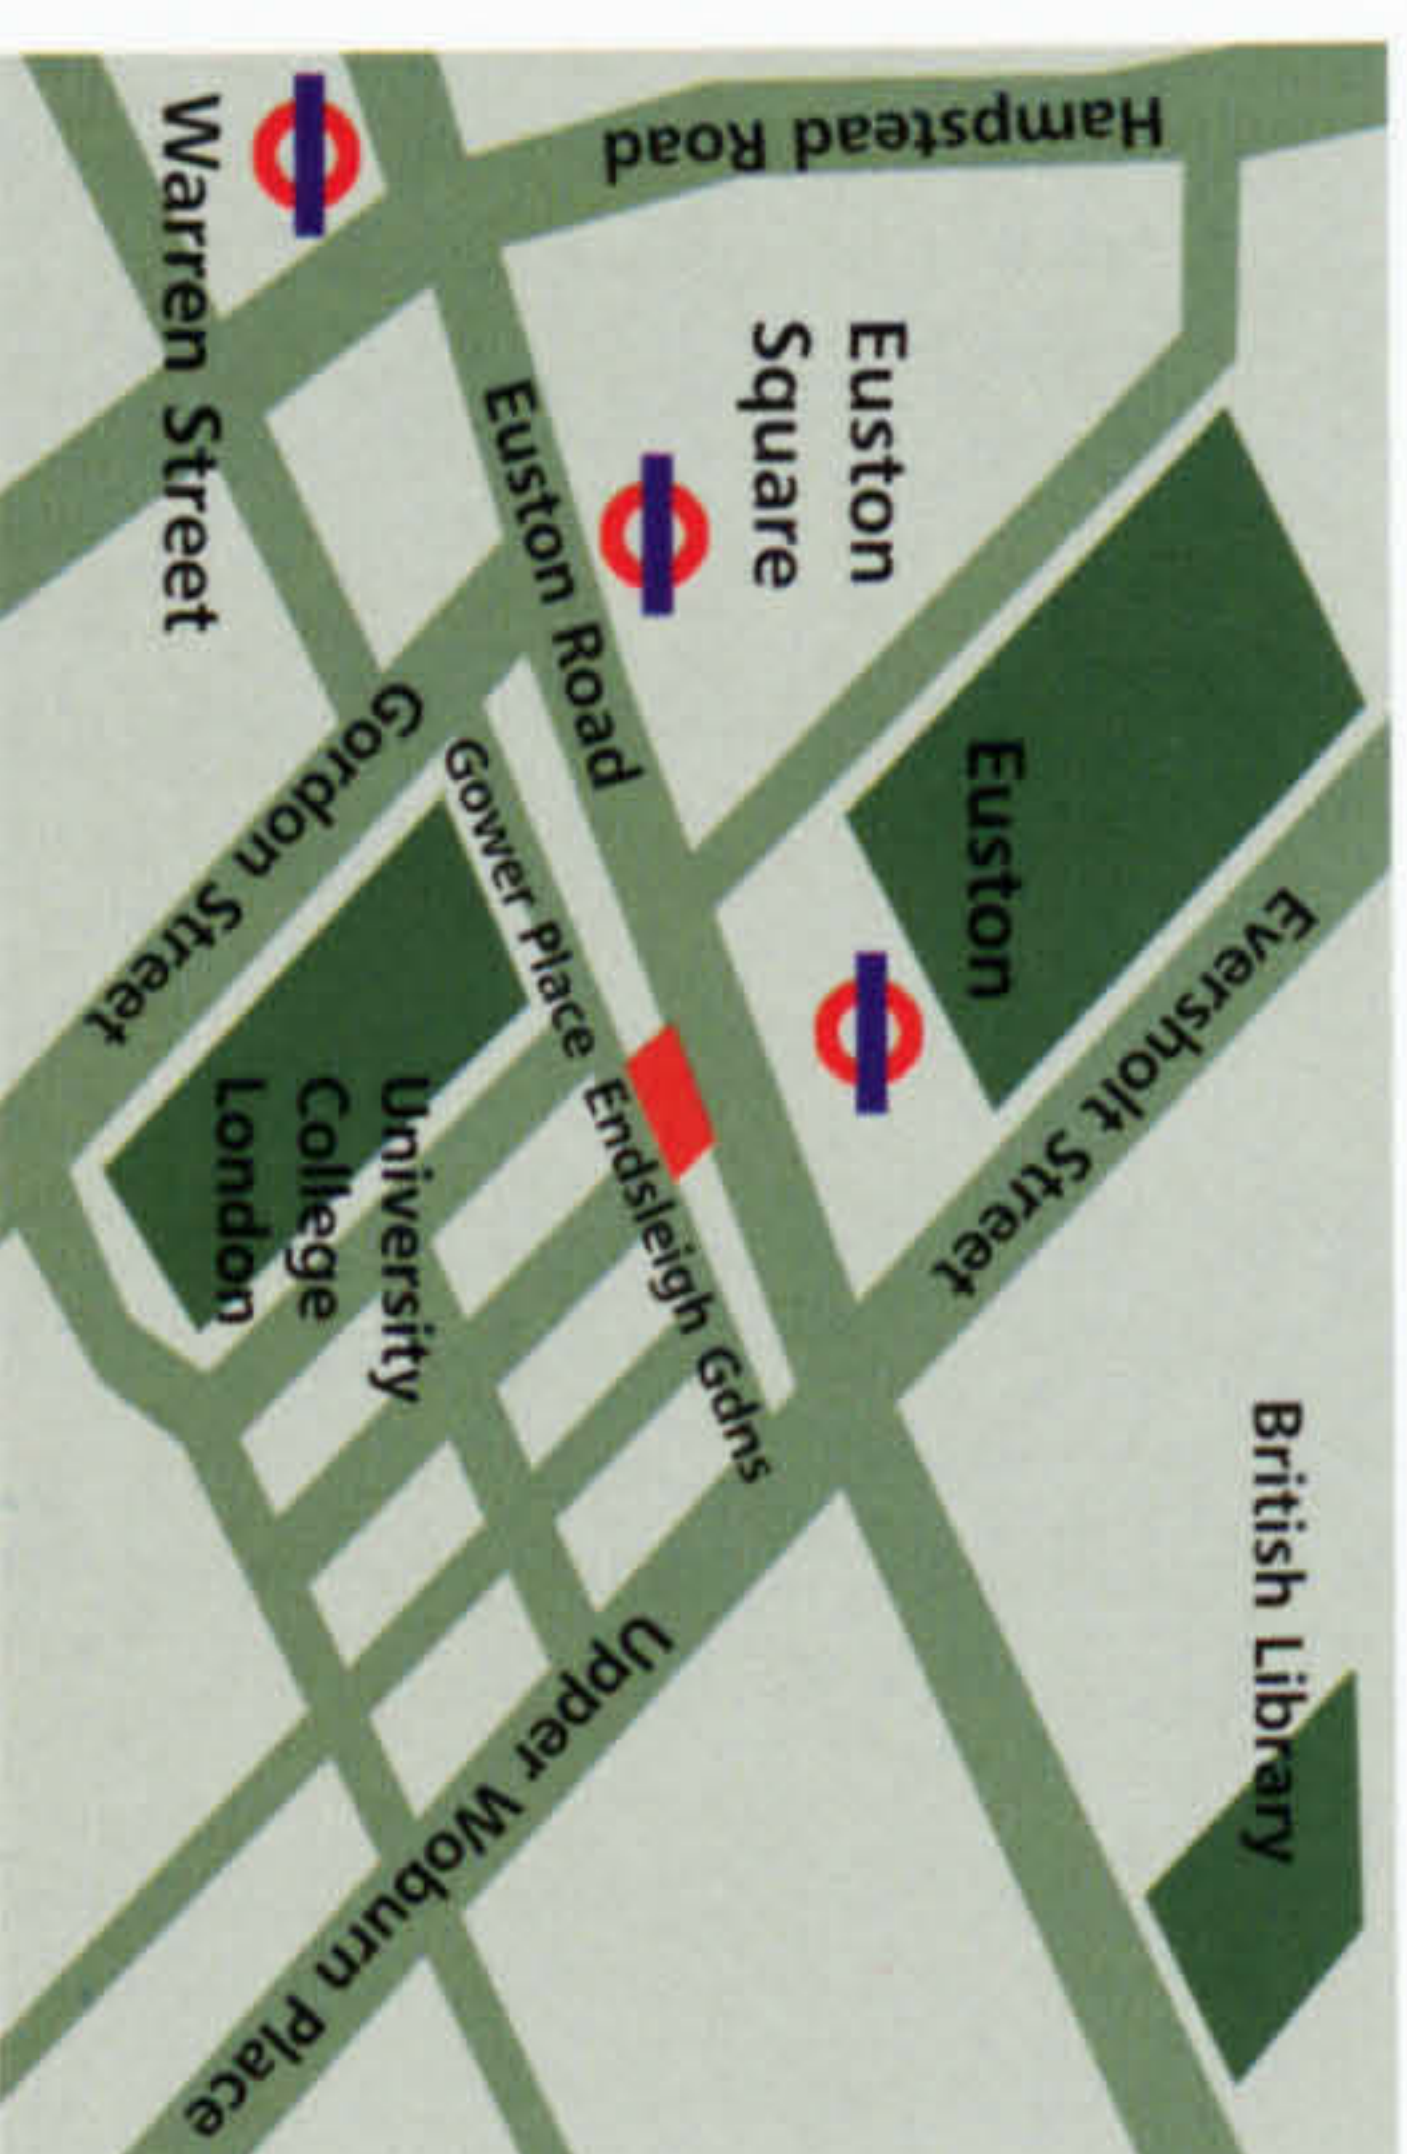 Hampstead Road
Eversholt Street
British Library
Euston
Euston
Square
Euston Road
Warren Street
Gordon Street
Gower Place
Endsleigh Gdns
University
College
London
Upper Woburn Place